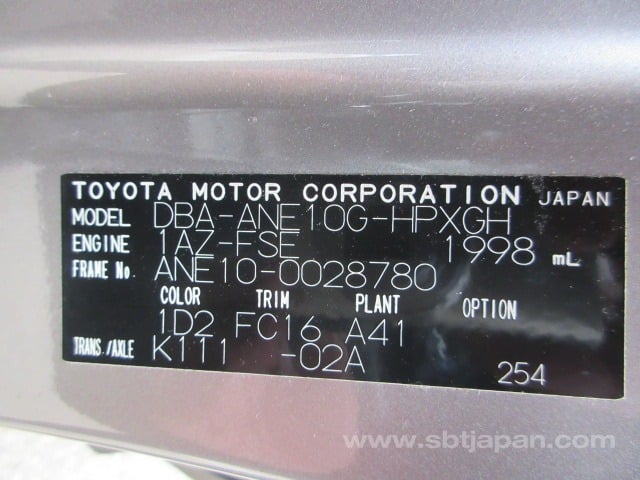 TOYOTA MOTOR CORPORATION JAPAN
MODEL DBA-ANE10G-HPXGH
ENGINE 1AZ-FSE 1998 mL
FRAME No. ANE10-0028780
COLOR TRIM PLANT OPTION
1D2 FC16 A41
TRANS./AXLE K111 -02A
254
www.sbtjapan.com